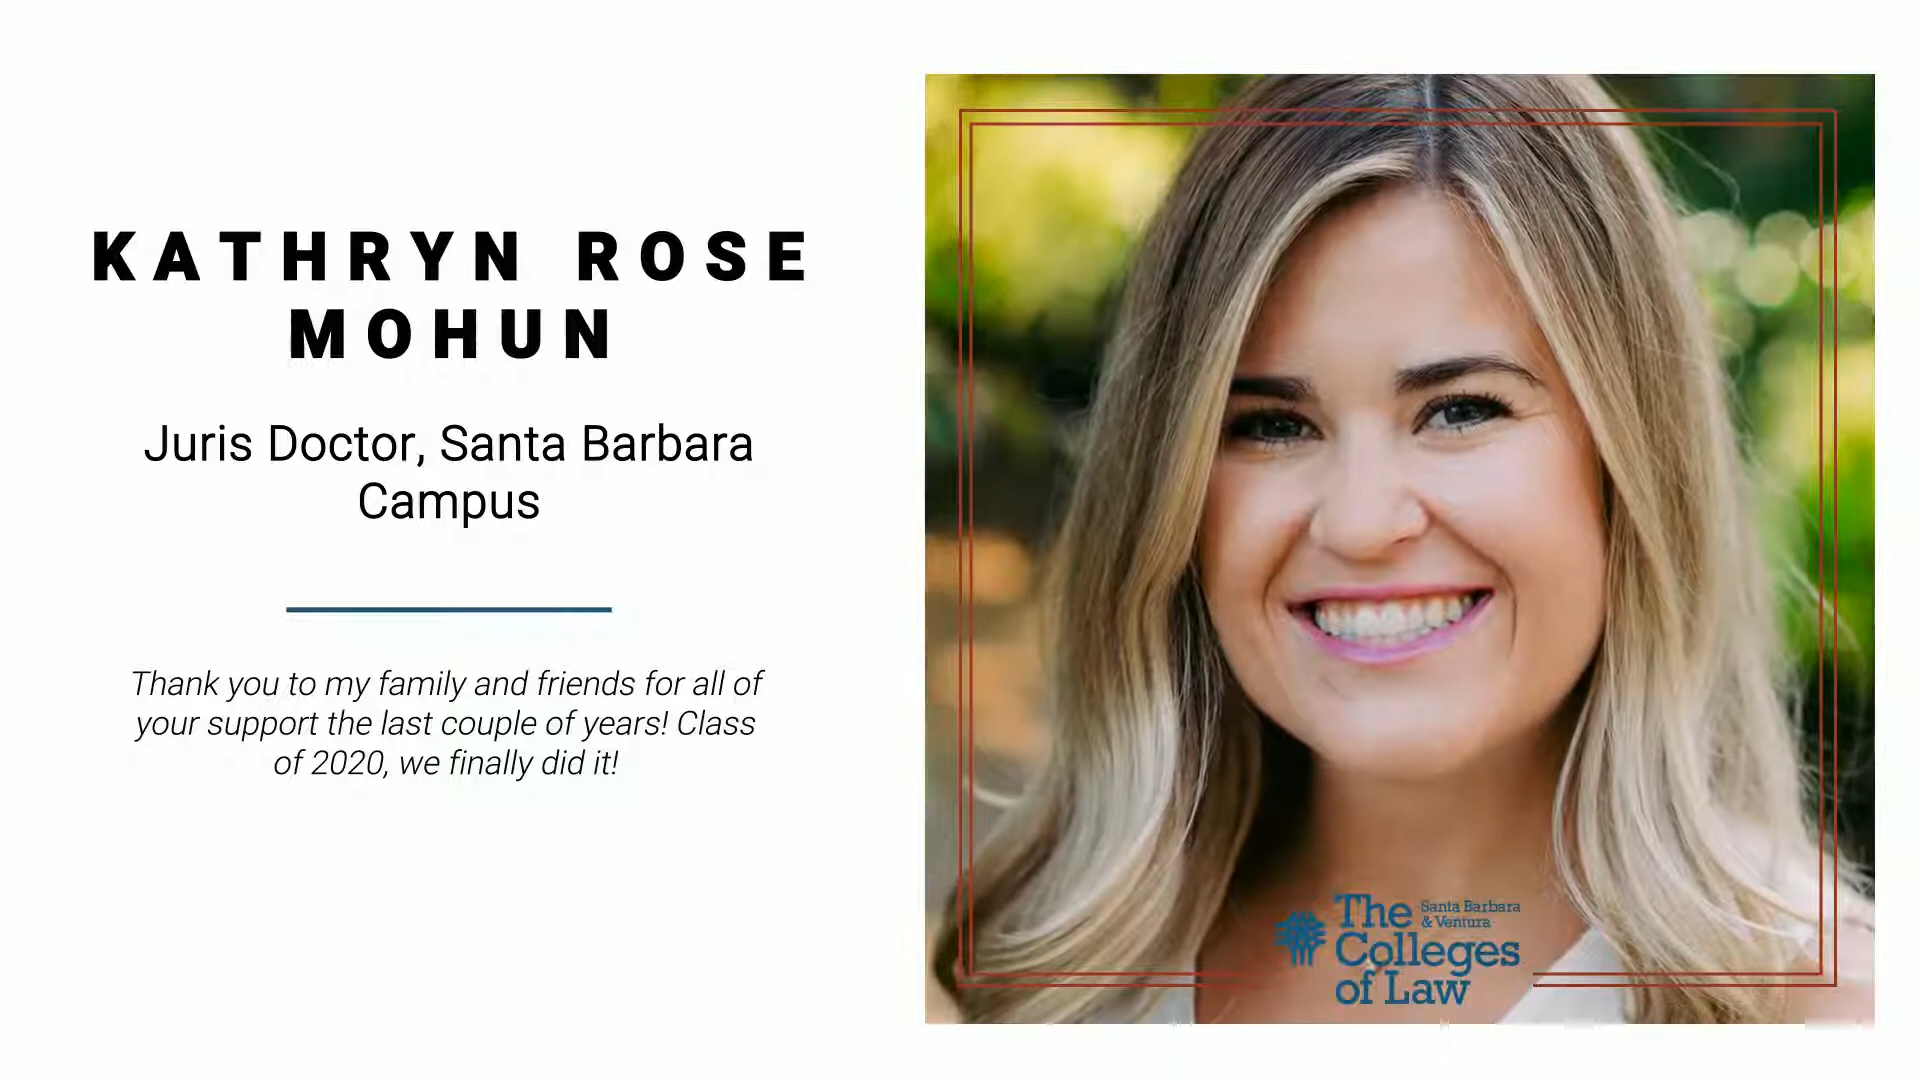 KATHRYN ROSE
MOHUN
Juris Doctor, Santa Barbara
Campus
Thank you to my family and friends for all of
your support the last couple of years! Class
of 2020, we finally did it!
The Santa Barbara
& Ventura
Colleges
of Law